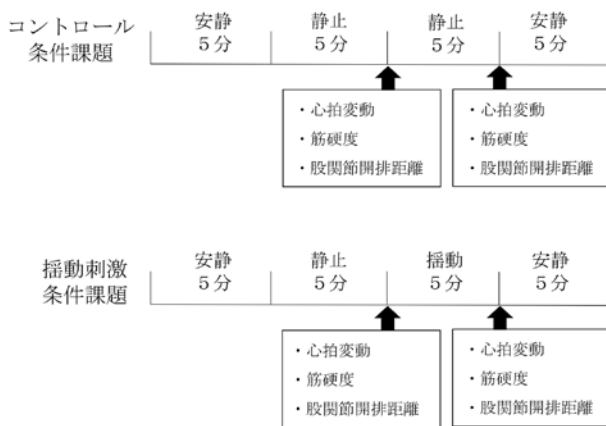 コントロール
条件課題
安静 静止 静止 安静
5分 5分 5分 5分
・心拍変動 ・心拍変動
・筋硬度 ・筋硬度
・股関節開排距離 ・股関節開排距離
揺動刺激
条件課題
安静 静止 揺動 安静
5分 5分 5分 5分
・心拍変動 ・心拍変動
・筋硬度 ・筋硬度
・股関節開排距離 ・股関節開排距離